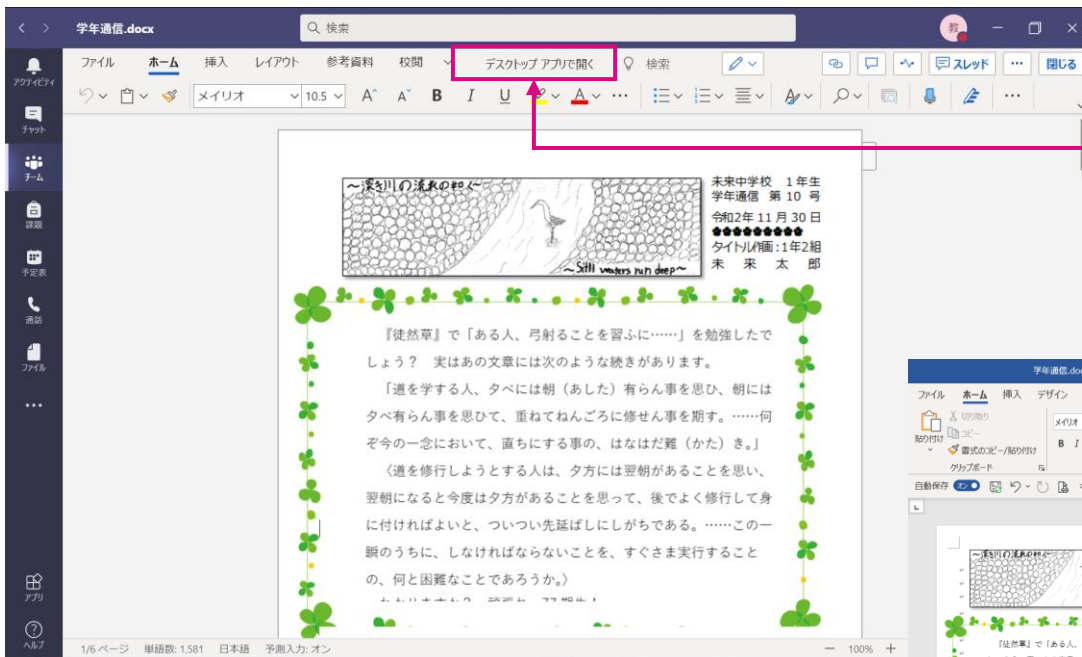 学年通信.docx
検索
教
ファイル ホーム 挿入 レイアウト 参考資料 校閲 デスクトップ アプリで開く 検索 スレッド 閉じる
メイリオ 10.5 A A B I U A
アクティビティ
チャット
チーム
課題
予定表
通話
ファイル
アプリ
ヘルプ
～深き川の流れの如く～
～Still waters run deep～
未来中学校 1年生
学年通信 第 10 号
令和2年 11 月 30 日
タイトル作画:1年2組
未 来 太 郎
『徒然草』で「ある人、弓射ることを習ふに……」を勉強したで
しょう? 実はあの文章には次のような続きがあります。
「道を学する人、夕べには朝（あした）有らん事を思ひ、朝には
夕べ有らん事を思ひて、重ねてねんごろに修せん事を期す。……何
ぞ今の一念において、直ちにする事の、はなはだ難（かた）き。」
〈道を修行しようとする人は、夕方には翌朝があることを思い、
翌朝になると今度は夕方があることを思って、後でよく修行して身
に付ければよいと、ついつい先延ばしにしがちである。……この一
瞬のうちに、しなければならないことを、すぐさま実行すること
の、何と困難なことであろうか。〉
1/6 ページ 単語数: 1,581 日本語 予測入力: オン 100%
学年通信.do
ファイル ホーム 挿入 デザイン
貼り付け
切り取り
コピー
書式のコピー/貼り付け
クリップボード
メイリオ
B I
自動保存 オン
『徒然草』で「ある人、